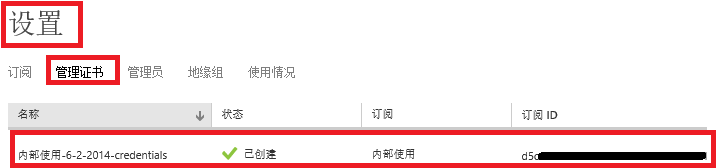 设置
订阅 管理证书 管理员 地缘组 使用情况
名称 状态 订阅 订阅 ID
内部使用-6-2-2014-credentials 已创建 内部使用